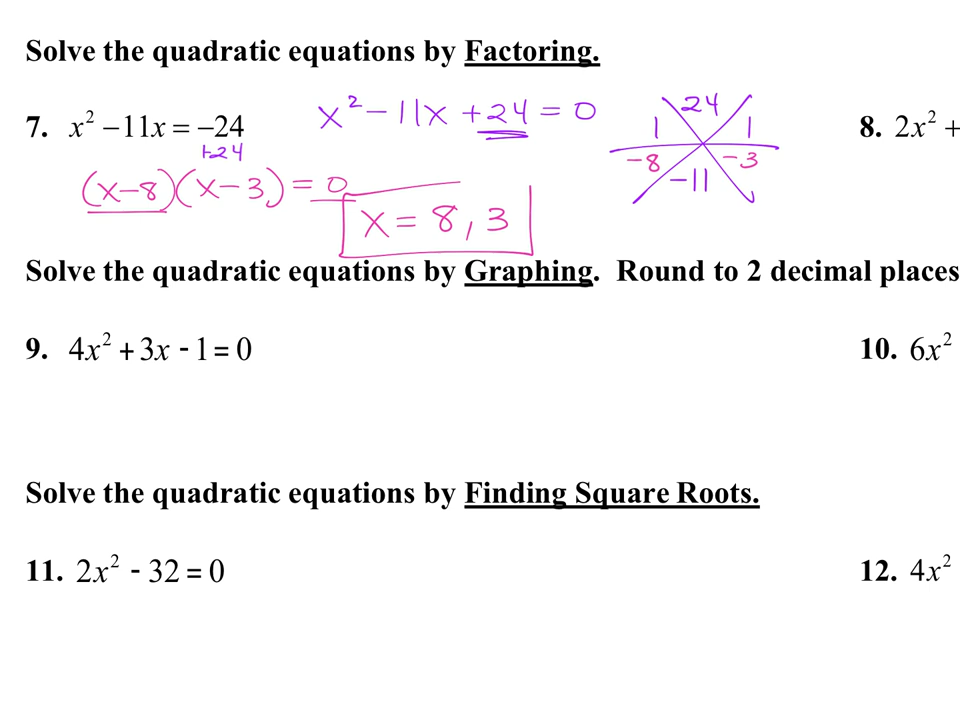 Solve the quadratic equations by Factoring.
7. x² − 11x = −24
+24
x² − 11x + 24 = 0
24
1 1
−8 −3
−11
8. 2x² +
(x − 8)(x − 3) = 0
x = 8, 3
Solve the quadratic equations by Graphing. Round to 2 decimal places
9. 4x² + 3x - 1 = 0
10. 6x²
Solve the quadratic equations by Finding Square Roots.
11. 2x² - 32 = 0
12. 4x²